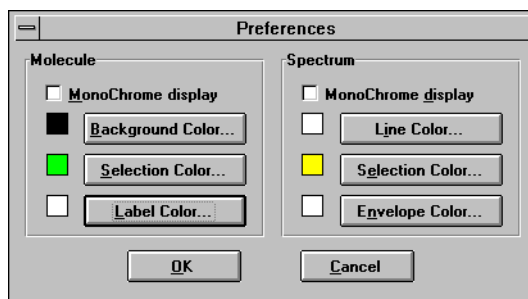 Preferences
Molecule
MonoChrome display
Background Color...
Selection Color...
Label Color...
Spectrum
MonoChrome display
Line Color...
Selection Color...
Envelope Color...
OK
Cancel